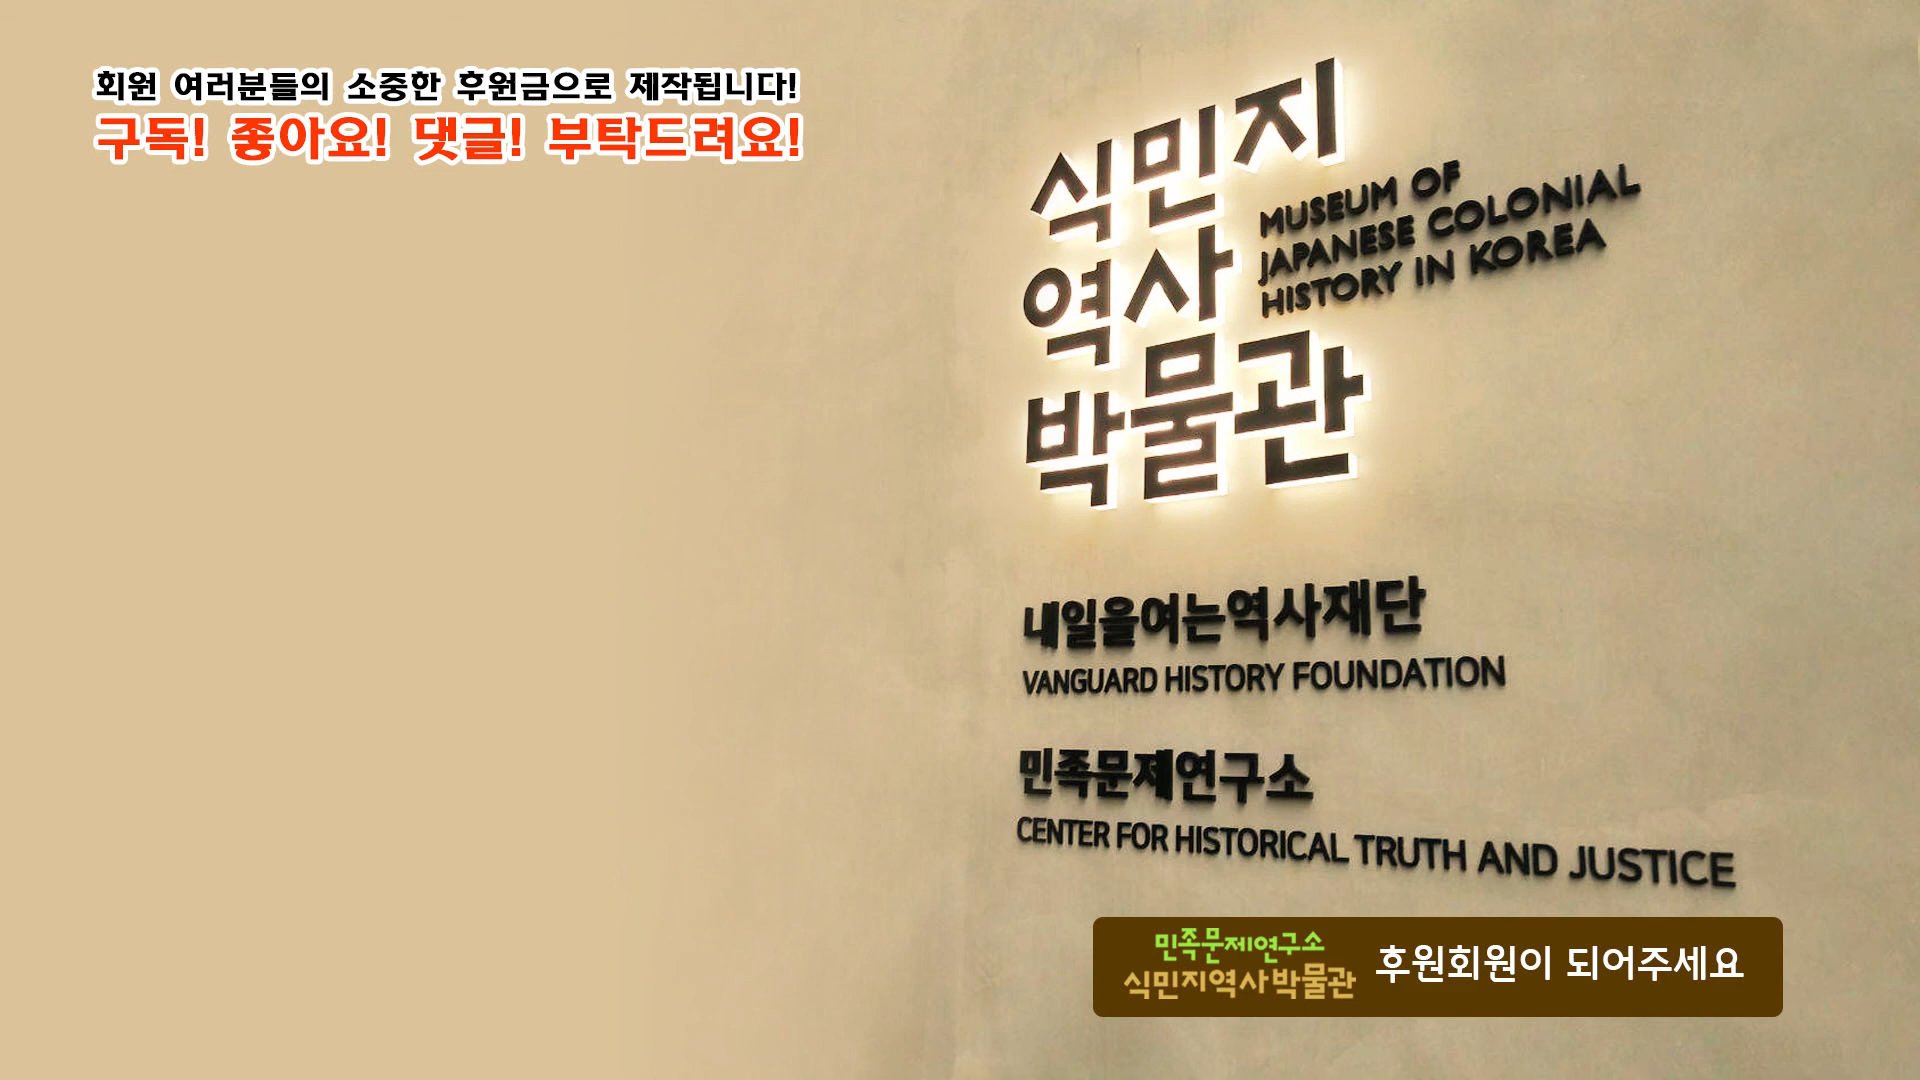 회원 여러분들의 소중한 후원금으로 제작됩니다!
구독! 좋아요! 댓글! 부탁드려요!
식민지
역사
박물관
MUSEUM OF
JAPANESE COLONIAL
HISTORY IN KOREA
내일을여는역사재단
VANGUARD HISTORY FOUNDATION
민족문제연구소
CENTER FOR HISTORICAL TRUTH AND JUSTICE
민족문제연구소
식민지역사박물관
후원회원이 되어주세요